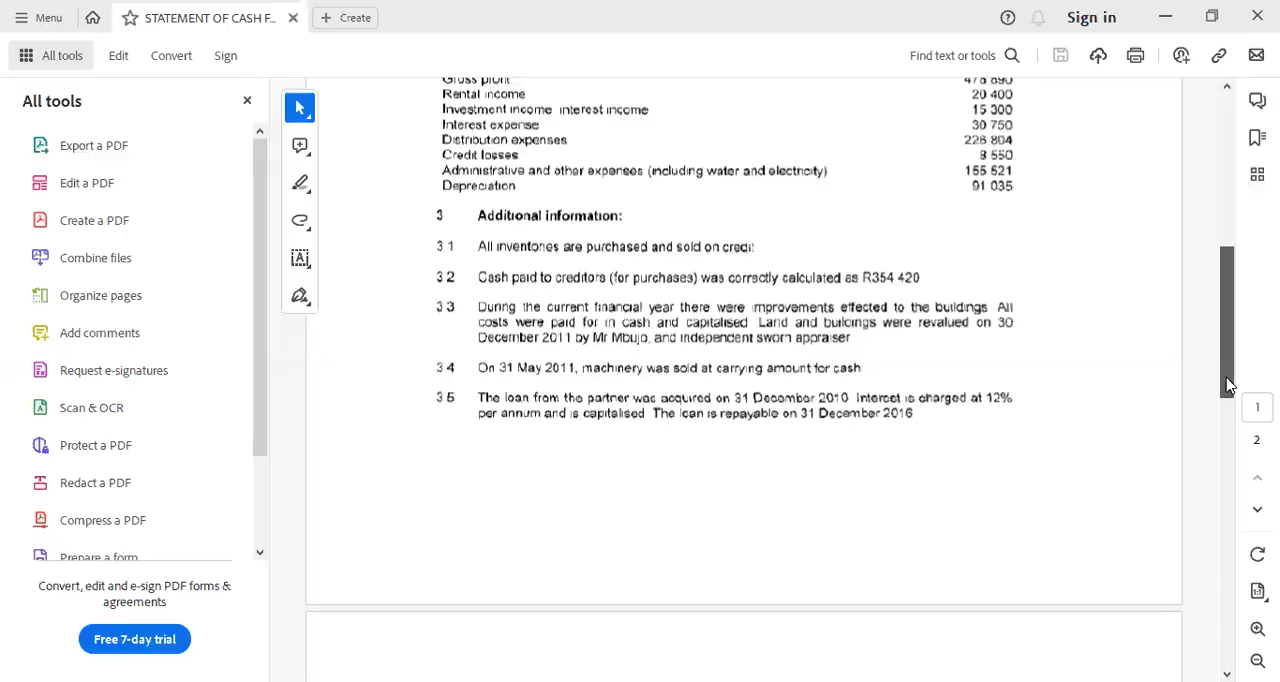 Menu
STATEMENT OF CASH F...
Create
Sign in
All tools
Edit
Convert
Sign
Find text or tools
All tools
Export a PDF
Edit a PDF
Create a PDF
Combine files
Organize pages
Add comments
Request e-signatures
Scan & OCR
Protect a PDF
Redact a PDF
Compress a PDF
Prepare a form
Convert, edit and e-sign PDF forms &
agreements
Free 7-day trial
Gross profit 478 890
Rental income 20 400
Investment income interest income 15 300
Interest expense 30 750
Distribution expenses 226 804
Credit losses 8 550
Administrative and other expenses (including water and electricity) 155 521
Depreciation 91 035
3 Additional information:
3 1 All inventories are purchased and sold on credit
3 2 Cash paid to creditors (for purchases) was correctly calculated as R354 420
3 3 During the current financial year there were improvements effected to the buildings All
costs were paid for in cash and capitalised Land and buildings were revalued on 30
December 2011 by Mr Mbujo, and independent sworn appraiser
3 4 On 31 May 2011, machinery was sold at carrying amount for cash
3 5 The loan from the partner was acquired on 31 December 2010 Interest is charged at 12%
per annum and is capitalised The loan is repayable on 31 December 2016
1
2